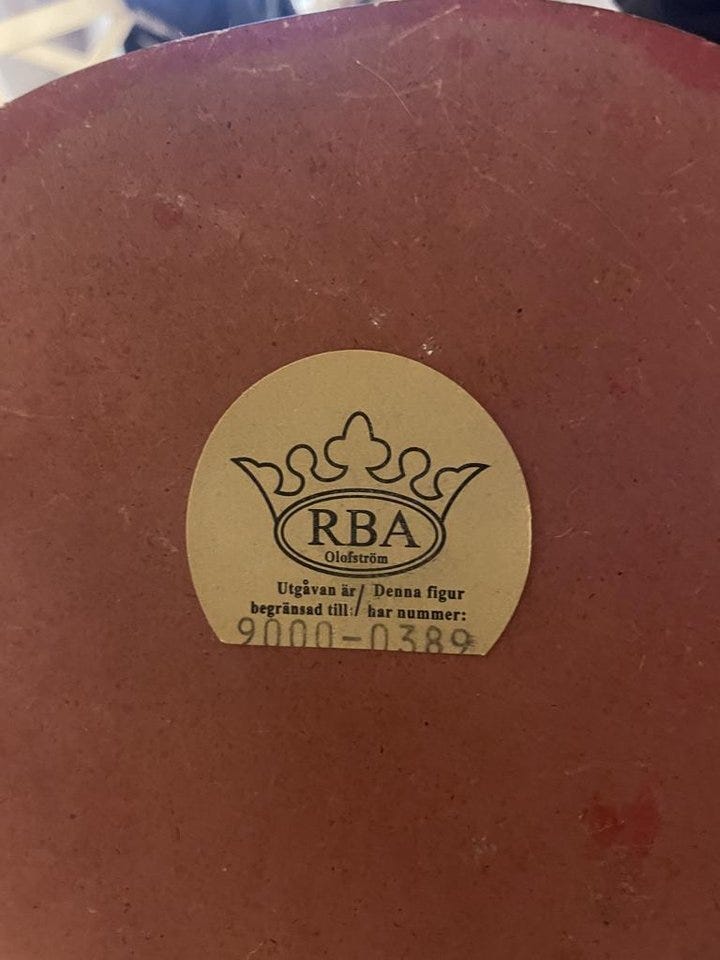 RBA
Olofström
Utgåvan är / Denna figur
begränsad till: / har nummer:
9000-0389